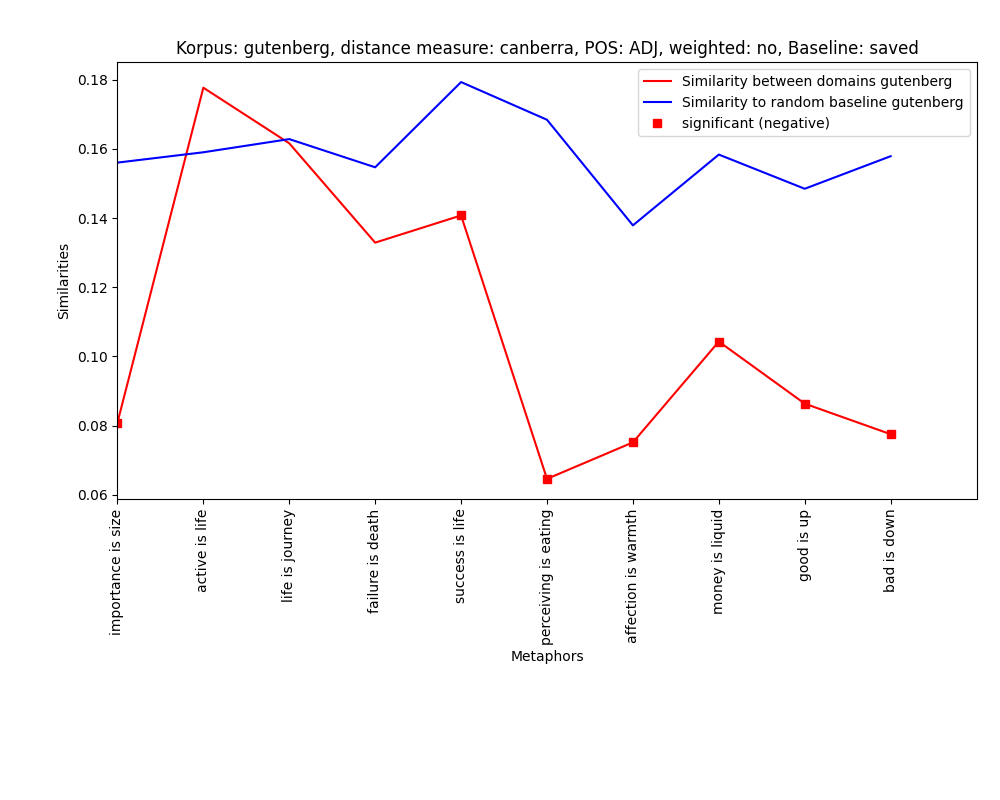 Korpus: gutenberg, distance measure: canberra, POS: ADJ, weighted: no, Baseline: saved
Similarity between domains gutenberg
Similarity to random baseline gutenberg
significant (negative)
Similarities
0.18
0.16
0.14
0.12
0.10
0.08
0.06
importance is size
active is life
life is journey
failure is death
success is life
perceiving is eating
affection is warmth
money is liquid
good is up
bad is down
Metaphors